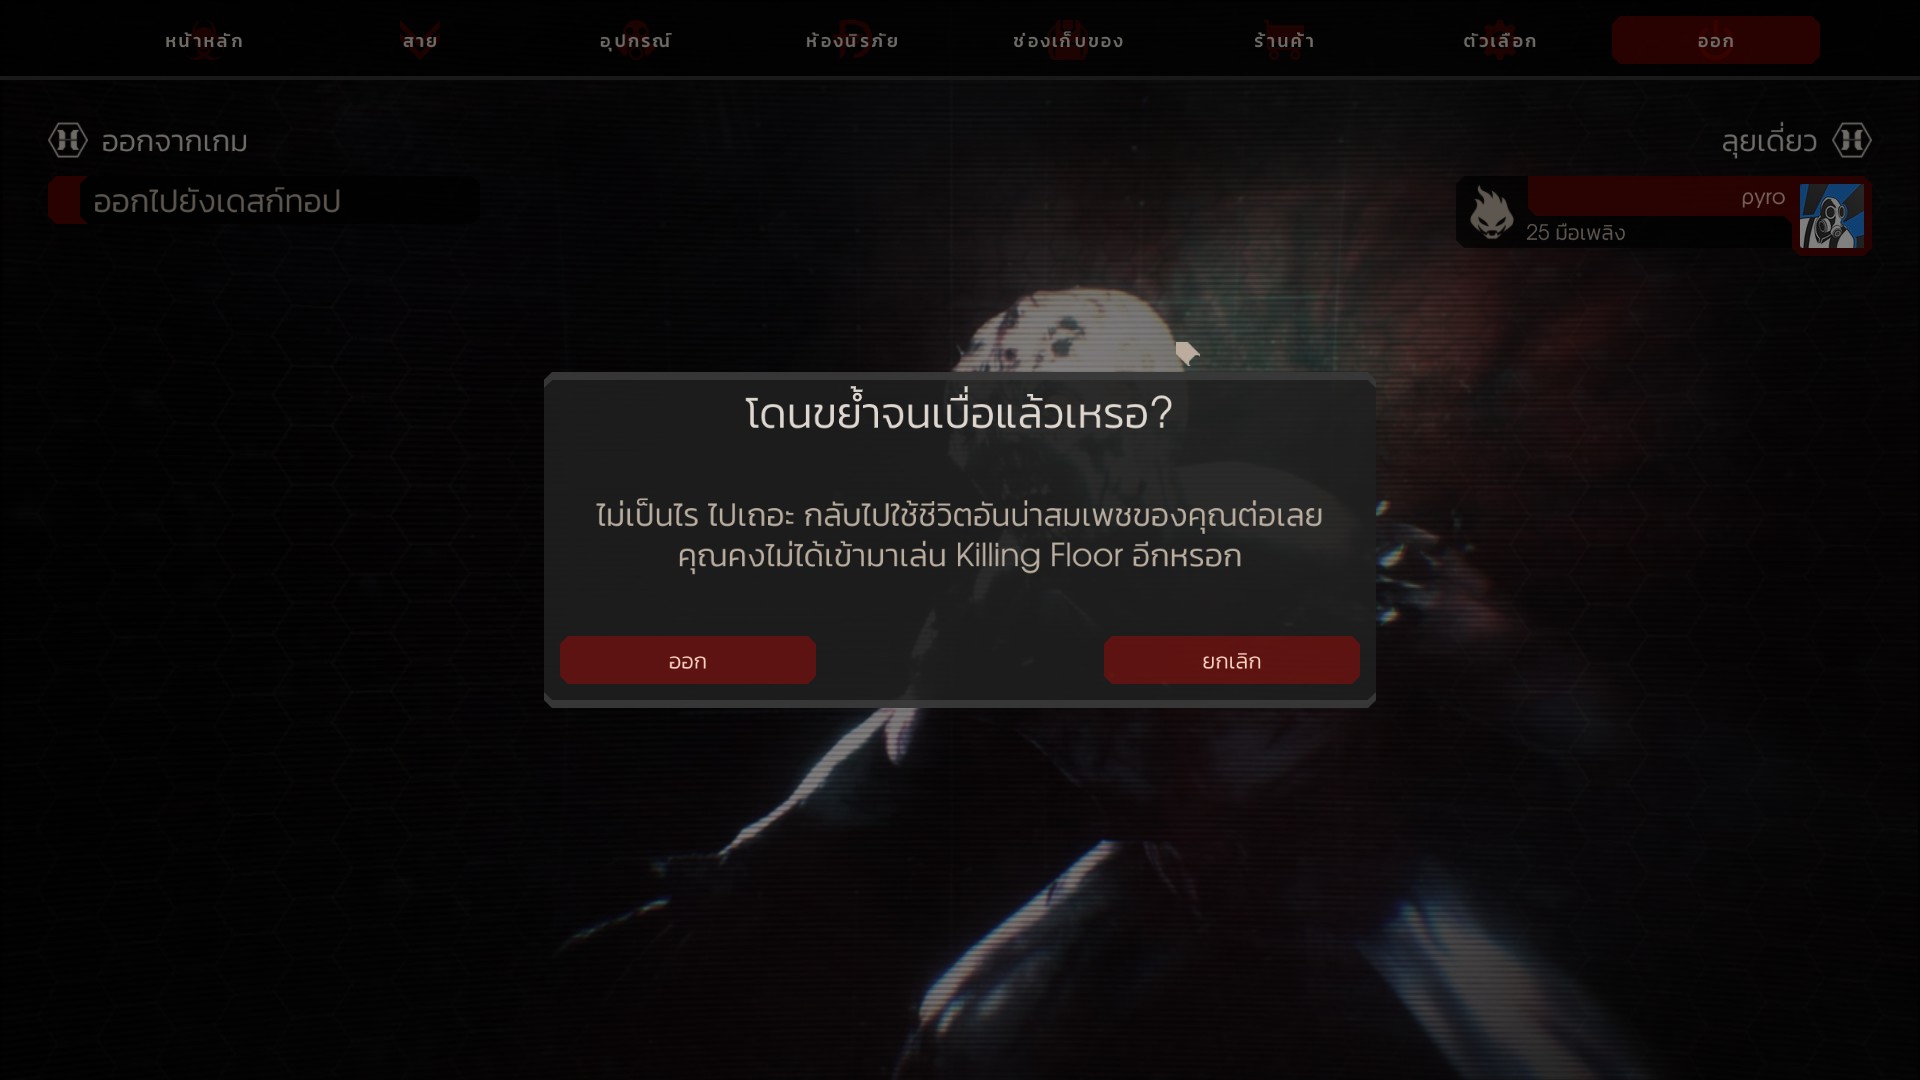 หน้าหลัก
สาย
อุปกรณ์
ห้องนิรภัย
ช่องเก็บของ
ร้านค้า
ตัวเลือก
ออก
ออกจากเกม
ลุยเดี่ยว
ออกไปยังเดสก์ทอป
pyro
25 มือเพลิง
โดนขย้ำจนเบื่อแล้วเหรอ?
ไม่เป็นไร ไปเถอะ กลับไปใช้ชีวิตอันน่าสมเพชของคุณต่อเลย
คุณคงไม่ได้เข้ามาเล่น Killing Floor อีกหรอก
ออก
ยกเลิก